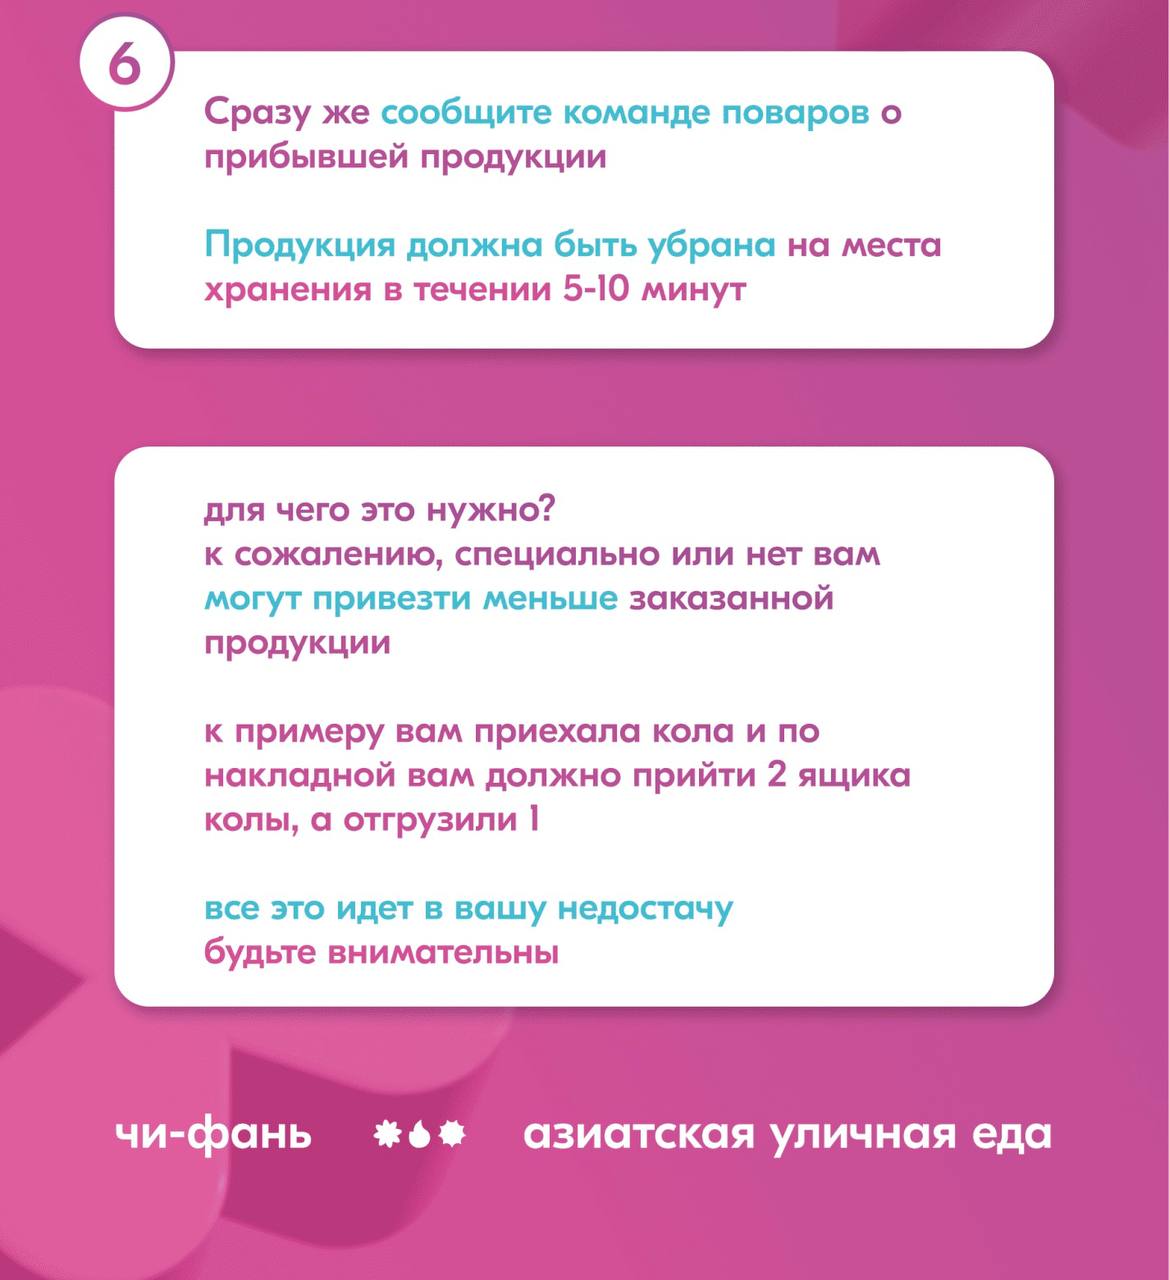 6
Сразу же сообщите команде поваров о
прибывшей продукции
Продукция должна быть убрана на места
хранения в течении 5-10 минут
для чего это нужно?
к сожалению, специально или нет вам
могут привезти меньше заказанной
продукции
к примеру вам приехала кола и по
накладной вам должно прийти 2 ящика
колы, а отгрузили 1
все это идет в вашу недостачу
будьте внимательны
чи-фань азиатская уличная еда